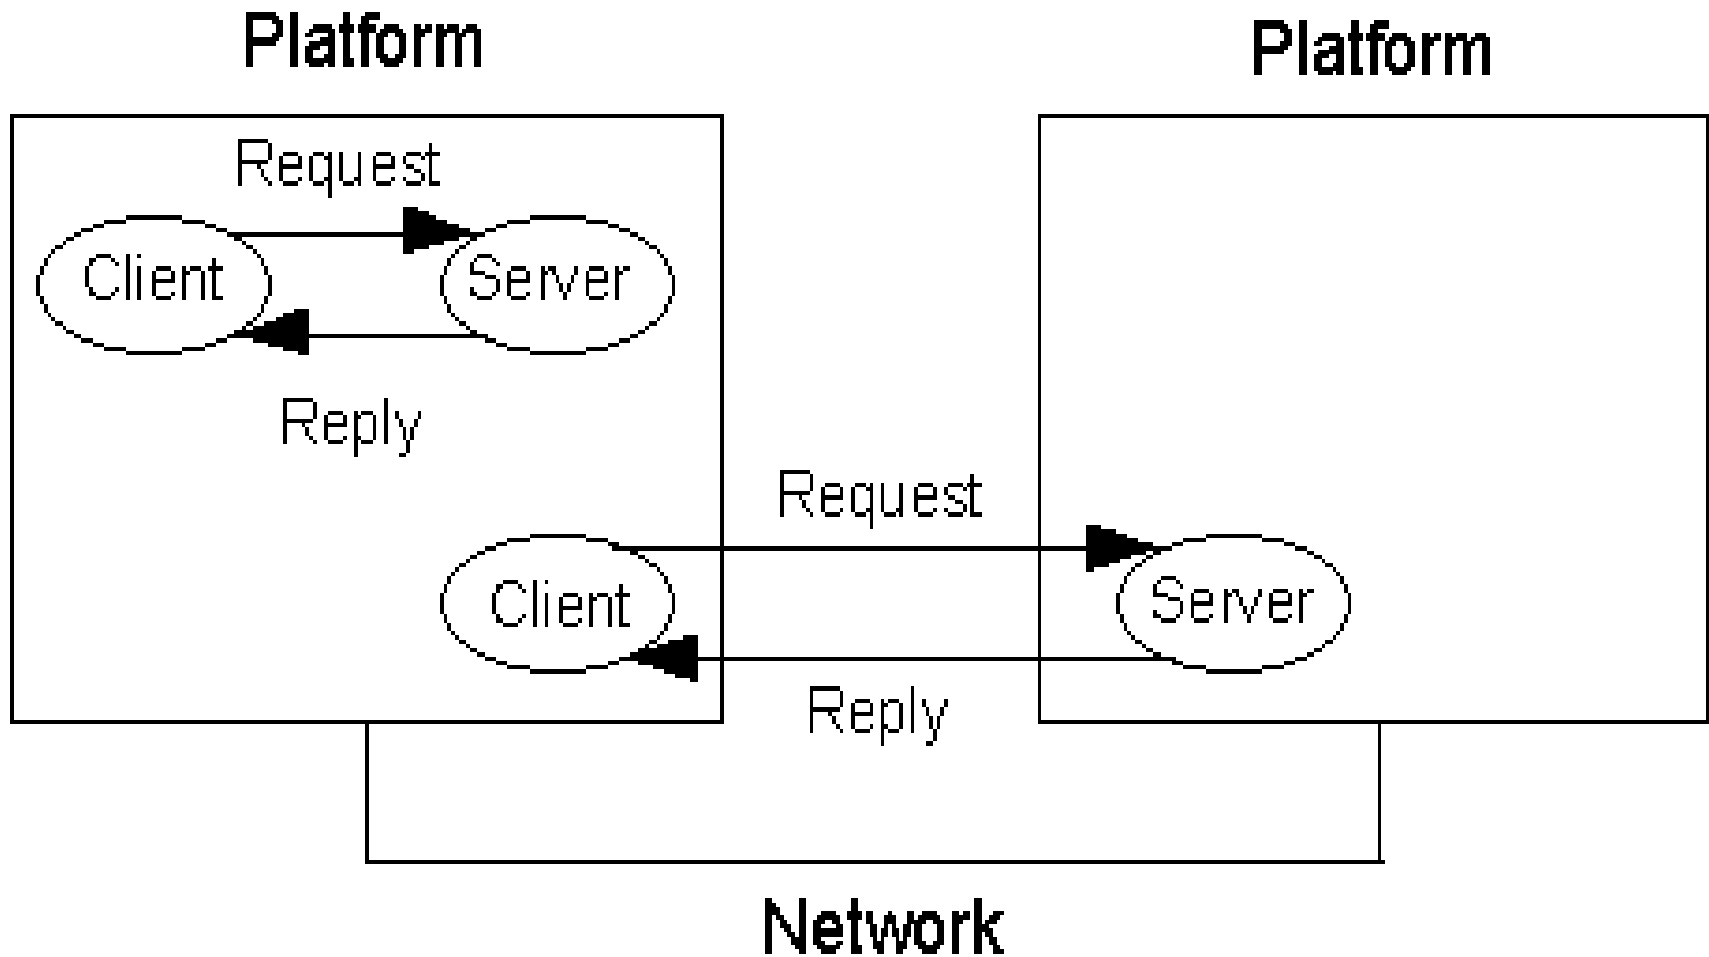 Platform
Platform
Request
Client
Server
Reply
Request
Client
Server
Reply
Network